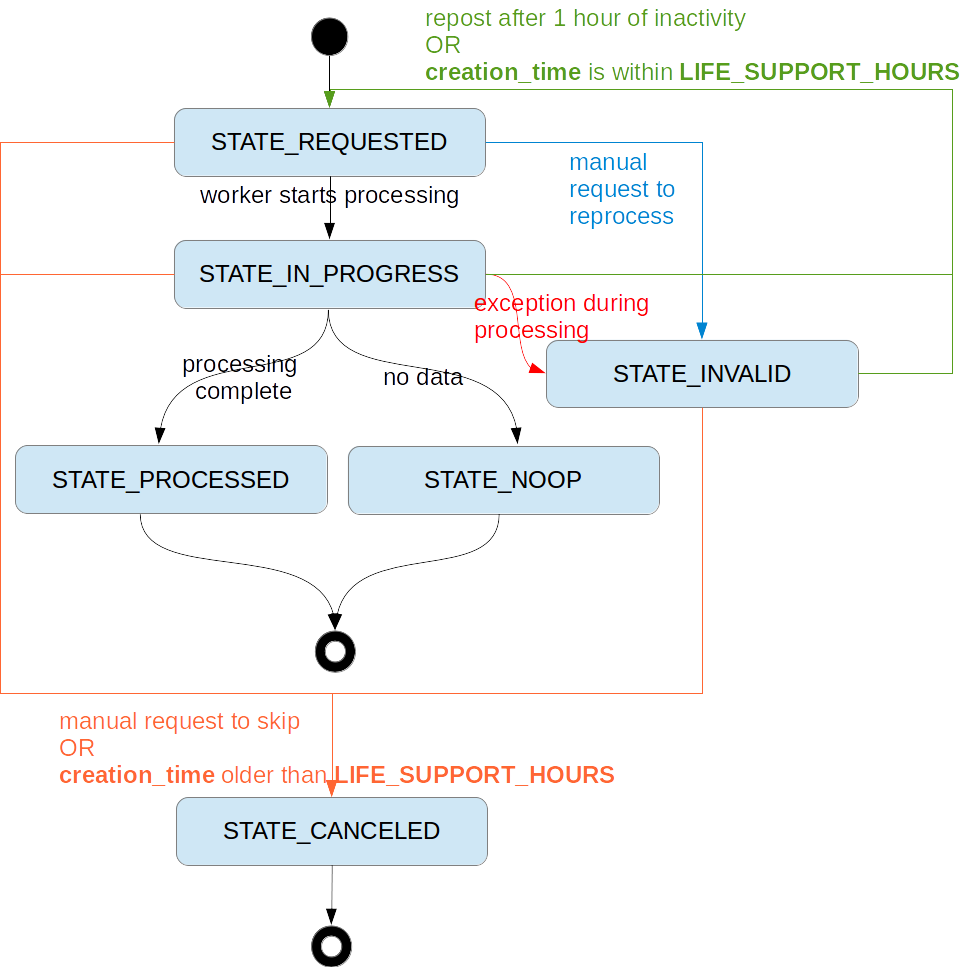 repost after 1 hour of inactivity
OR
creation_time is within LIFE_SUPPORT_HOURS
STATE_REQUESTED
manual
request to
reprocess
worker starts processing
STATE_IN_PROGRESS
exception during
processing
processing
complete
no data
STATE_INVALID
STATE_PROCESSED
STATE_NOOP
manual request to skip
OR
creation_time older than LIFE_SUPPORT_HOURS
STATE_CANCELED